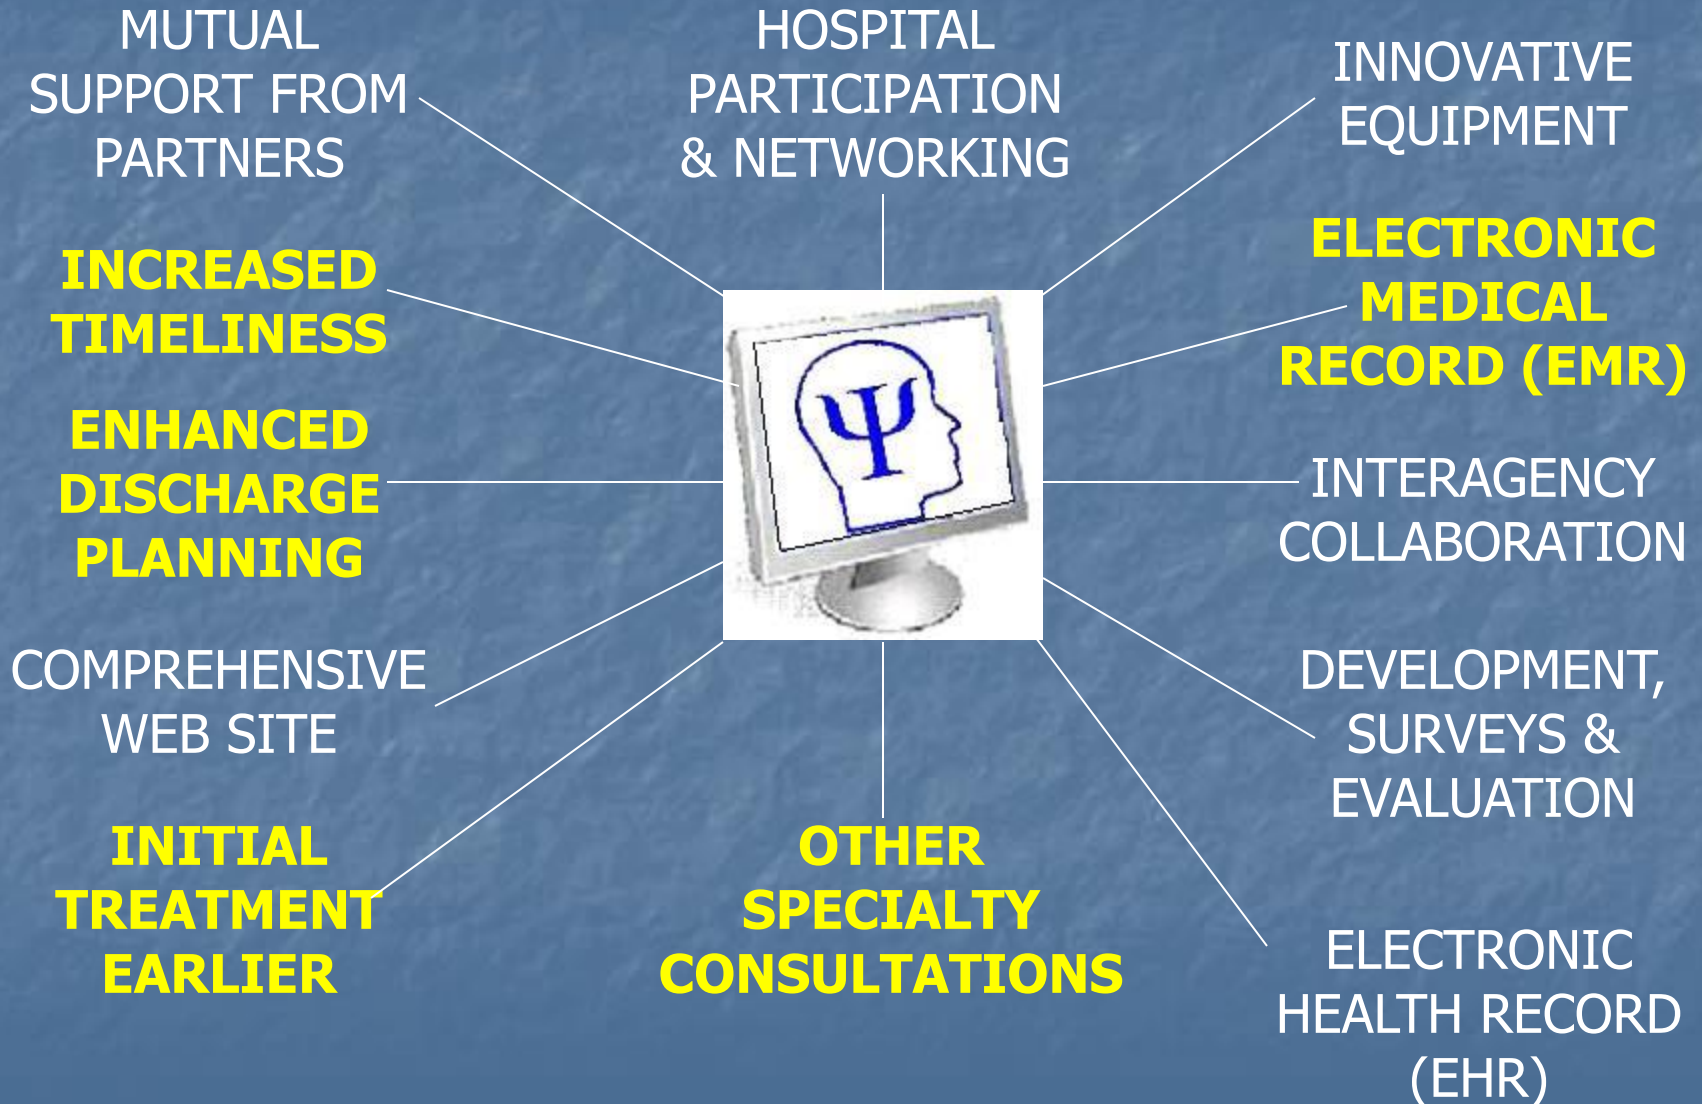 MUTUAL
SUPPORT FROM
PARTNERS
HOSPITAL
PARTICIPATION
& NETWORKING
INNOVATIVE
EQUIPMENT
INCREASED
TIMELINESS
ELECTRONIC
MEDICAL
RECORD (EMR)
ENHANCED
DISCHARGE
PLANNING
Ψ
INTERAGENCY
COLLABORATION
COMPREHENSIVE
WEB SITE
DEVELOPMENT,
SURVEYS &
EVALUATION
INITIAL
TREATMENT
EARLIER
OTHER
SPECIALTY
CONSULTATIONS
ELECTRONIC
HEALTH RECORD
(EHR)